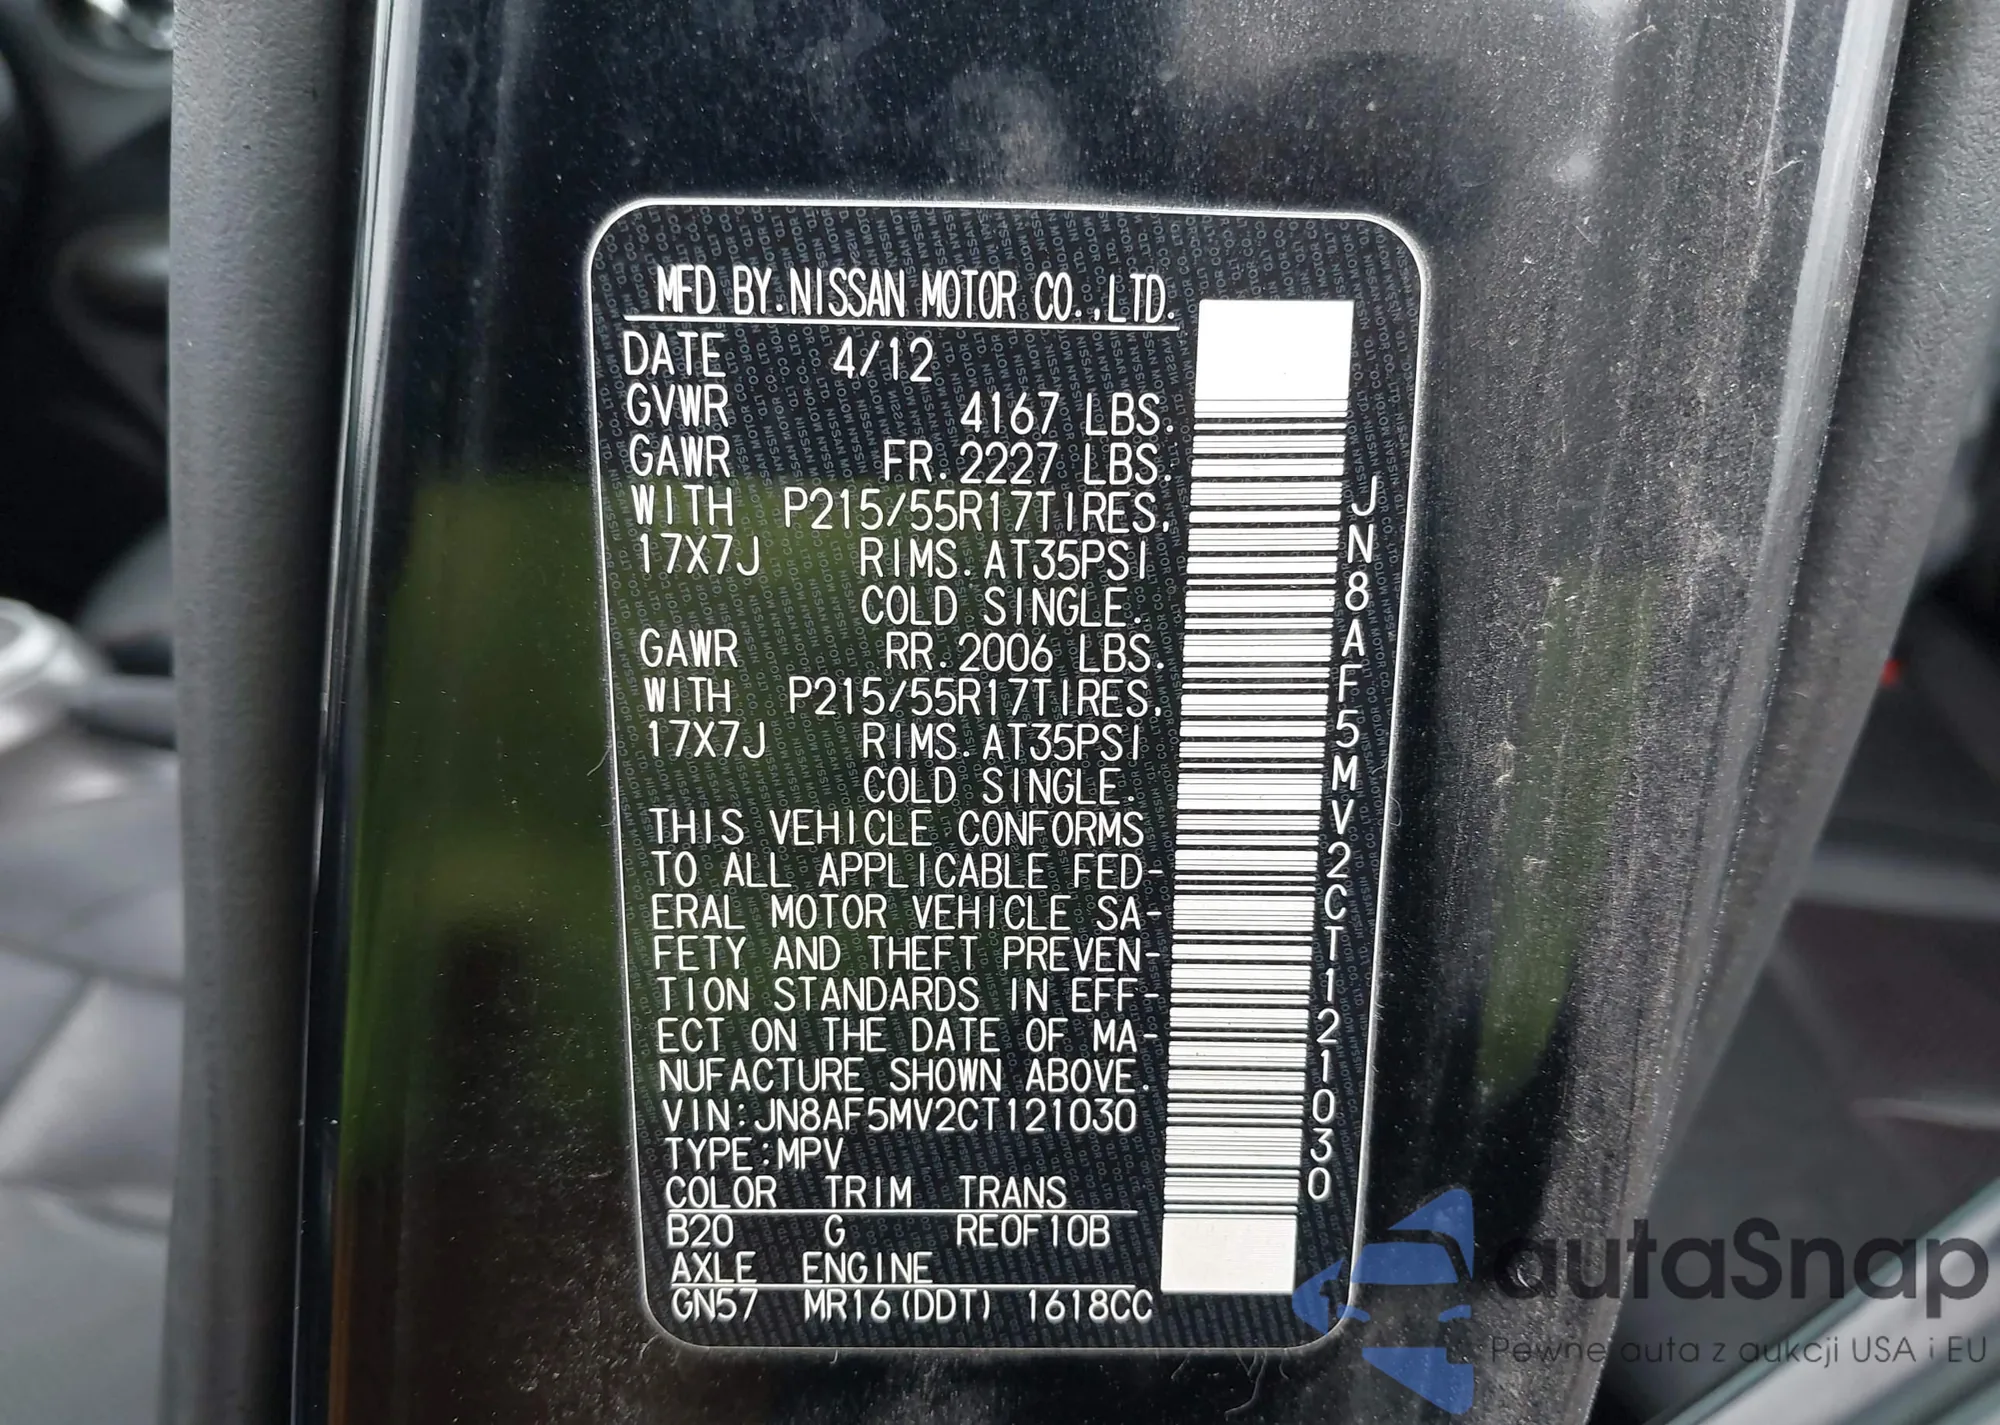 MFD BY.NISSAN MOTOR CO.,LTD.
DATE 4/12
GVWR 4167 LBS.
GAWR FR.2227 LBS.
WITH P215/55R17TIRES,
17X7J RIMS.AT35PSI
COLD SINGLE.
GAWR RR.2006 LBS.
WITH P215/55R17TIRES,
17X7J RIMS.AT35PSI
COLD SINGLE.
THIS VEHICLE CONFORMS
TO ALL APPLICABLE FED-
ERAL MOTOR VEHICLE SA-
FETY AND THEFT PREVEN-
TION STANDARDS IN EFF-
ECT ON THE DATE OF MA-
NUFACTURE SHOWN ABOVE.
VIN:JN8AF5MV2CT121030
TYPE:MPV
COLOR TRIM TRANS
B20 G RE0F10B
AXLE ENGINE
GN57 MR16(DDT) 1618CC
JN8AF5MV2CT121030
autaSnap
Pewne auta z aukcji USA i EU